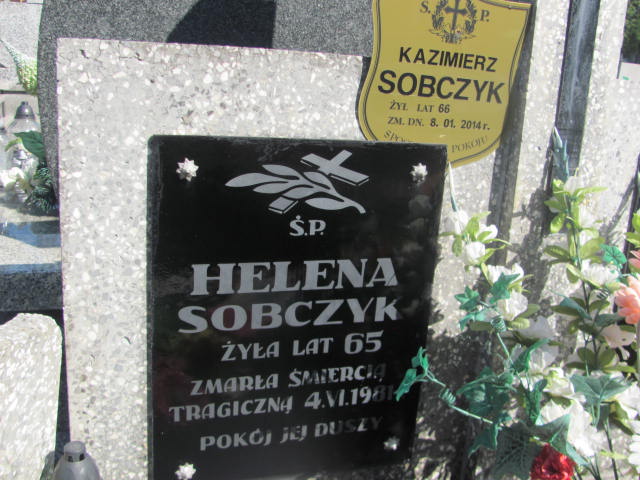 Ś. P.
KAZIMIERZ
SOBCZYK
ŻYŁ LAT 66
ZM. DN. 8. 01. 2014 r.
POKOJU
Ś.P.
HELENA
SOBCZYK
ŻYŁA LAT 65
ZMARŁA ŚMIERCIĄ
TRAGICZNĄ 4.VI.1981
POKÓJ JEJ DUSZY